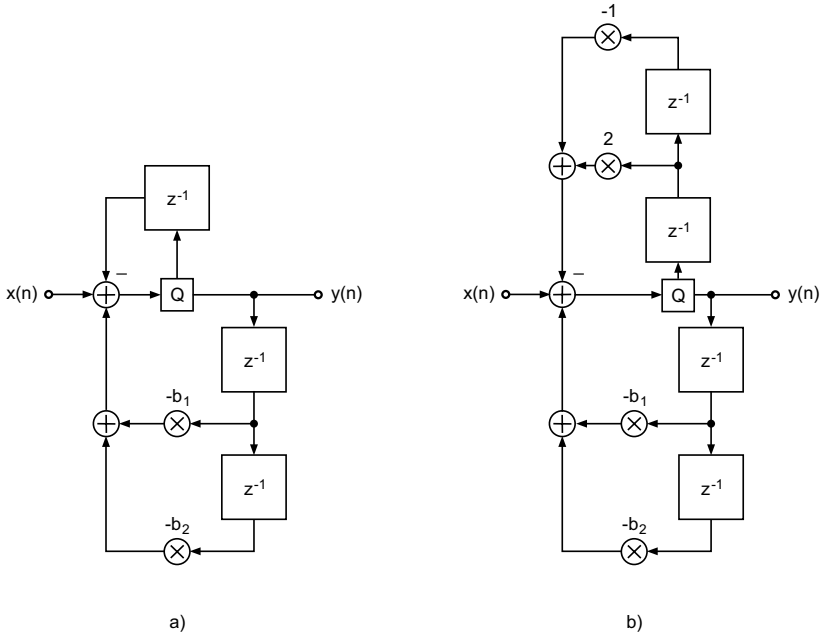 -1
z⁻¹
2
z⁻¹
z⁻¹
– –
x(n) Q y(n) x(n) Q y(n)
z⁻¹ z⁻¹
-b₁ -b₁
z⁻¹ z⁻¹
-b₂ -b₂
a) b)